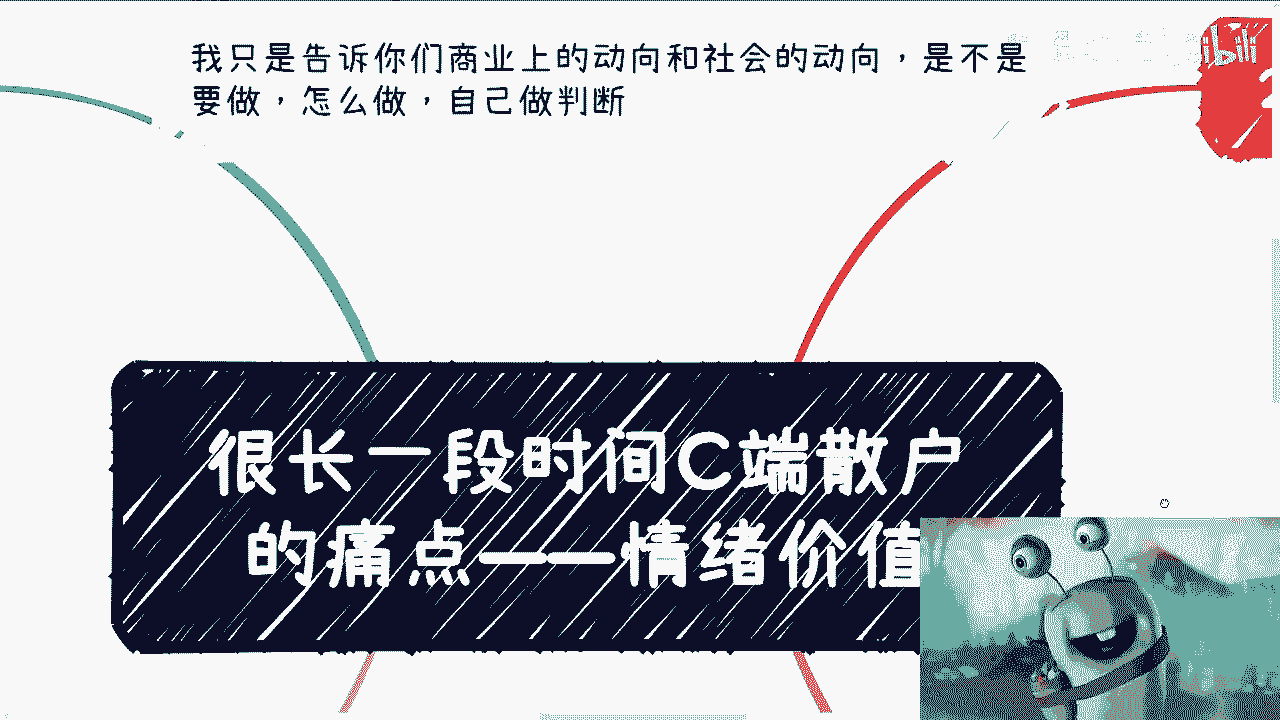 我只是告诉你们商业上的动向和社会的动向，是不是
要做，怎么做，自己做判断
bili
很长一段时间C端散户
的痛点——情绪价值